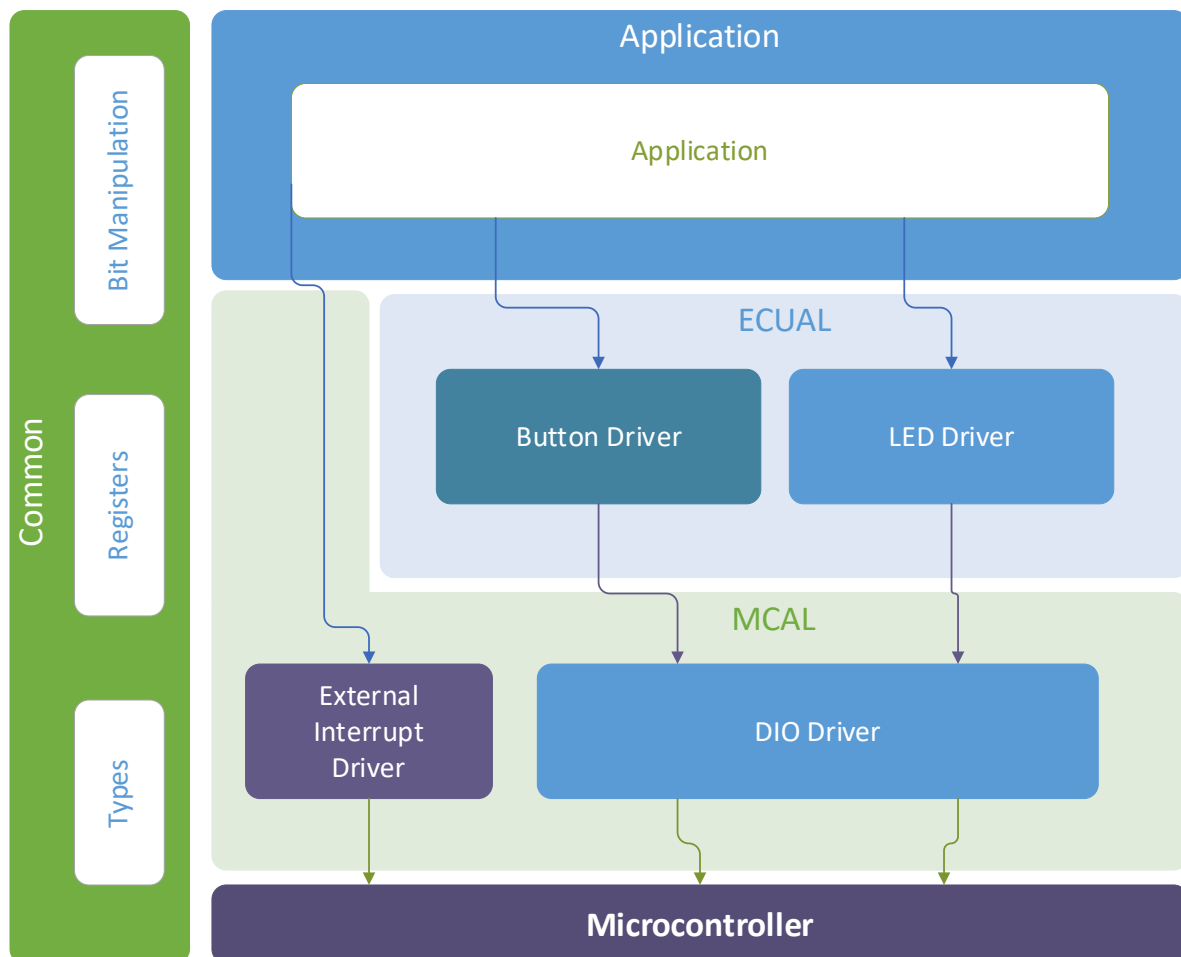 Common
Bit Manipulation
Registers
Types
Application
Application
ECUAL
Button Driver
LED Driver
MCAL
External
Interrupt
Driver
DIO Driver
Microcontroller